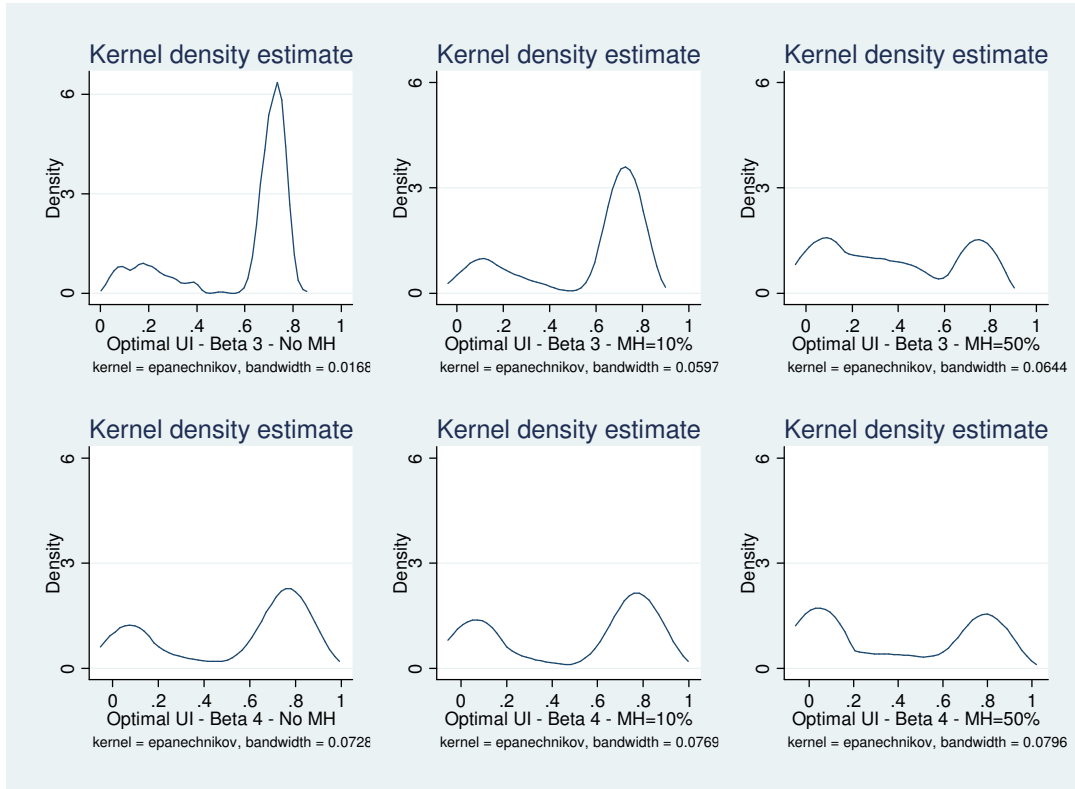 Kernel density estimate
Density
6
3
0
0 .2 .4 .6 .8 1
Optimal UI - Beta 3 - No MH
kernel = epanechnikov, bandwidth = 0.0168
Kernel density estimate
Density
6
3
0
0 .2 .4 .6 .8 1
Optimal UI - Beta 3 - MH=10%
kernel = epanechnikov, bandwidth = 0.0597
Kernel density estimate
Density
6
3
0
0 .2 .4 .6 .8 1
Optimal UI - Beta 3 - MH=50%
kernel = epanechnikov, bandwidth = 0.0644
Kernel density estimate
Density
6
3
0
0 .2 .4 .6 .8 1
Optimal UI - Beta 4 - No MH
kernel = epanechnikov, bandwidth = 0.0728
Kernel density estimate
Density
6
3
0
0 .2 .4 .6 .8 1
Optimal UI - Beta 4 - MH=10%
kernel = epanechnikov, bandwidth = 0.0769
Kernel density estimate
Density
6
3
0
0 .2 .4 .6 .8 1
Optimal UI - Beta 4 - MH=50%
kernel = epanechnikov, bandwidth = 0.0796